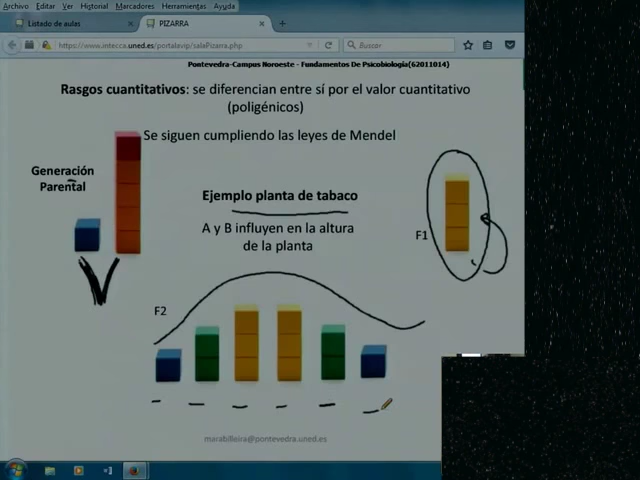 Archivo Editar Ver Historial Marcadores Herramientas Ayuda
Listado de aulas
PIZARRA
https://www.intecca.uned.es/portalavip/salaPizarra.php
Buscar
Pontevedra-Campus Noroeste - Fundamentos De Psicobiología(62011014)
Rasgos cuantitativos: se diferencian entre sí por el valor cuantitativo
(poligénicos)
Se siguen cumpliendo las leyes de Mendel
Generación
Parental
Ejemplo planta de tabaco
A y B influyen en la altura
de la planta
F1
F2
marabilleira@pontevedra.uned.es